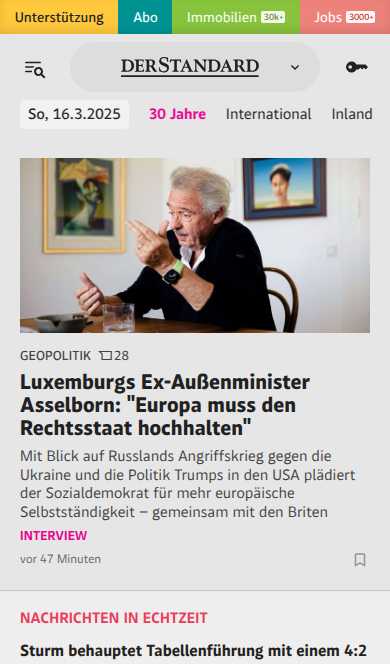 Unterstützung Abo Immobilien 30k+ Jobs 3000+
DERSTANDARD
So, 16.3.2025 30 Jahre International Inland
GEOPOLITIK 28
Luxemburgs Ex-Außenminister
Asselborn: "Europa muss den
Rechtsstaat hochhalten"
Mit Blick auf Russlands Angriffskrieg gegen die
Ukraine und die Politik Trumps in den USA plädiert
der Sozialdemokrat für mehr europäische
Selbstständigkeit – gemeinsam mit den Briten
INTERVIEW
vor 47 Minuten
NACHRICHTEN IN ECHTZEIT
Sturm behauptet Tabellenführung mit einem 4:2